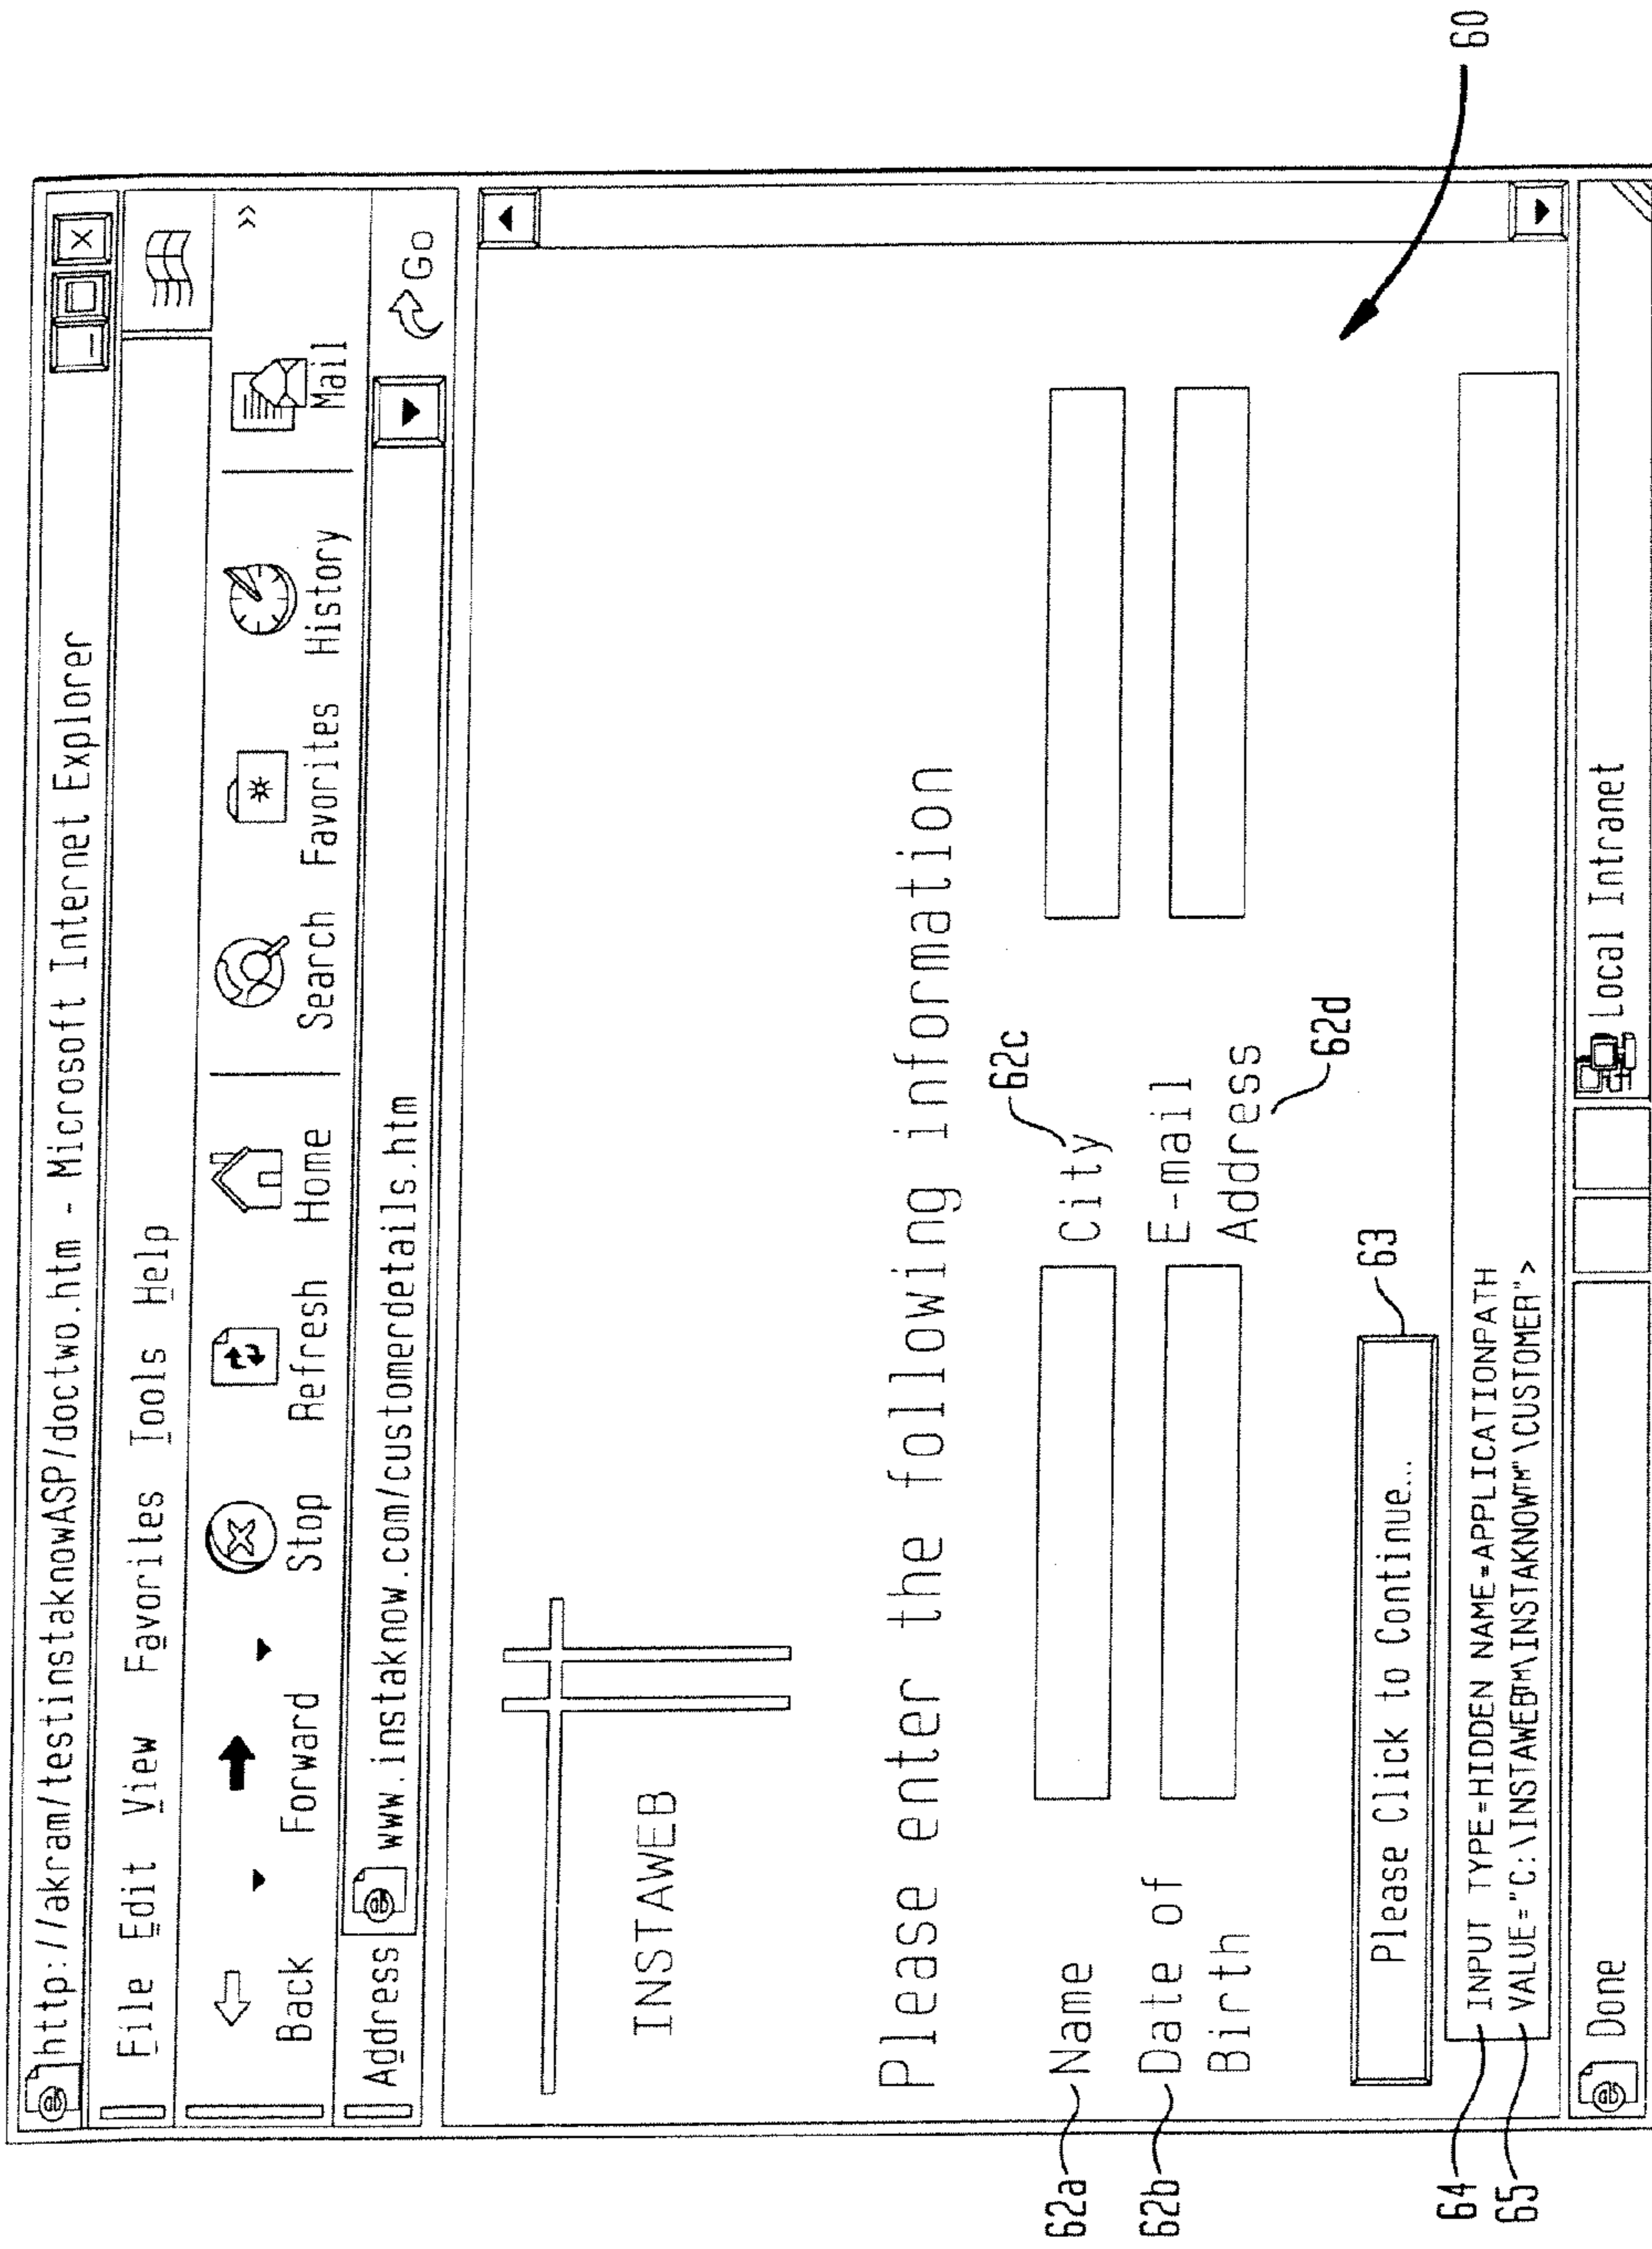 http://akram/testinstaknowASP/doctwo.htm - Microsoft Internet Explorer
File Edit View Favorites Tools Help
Back Forward Stop Refresh Home Search Favorites History Mail »
Address www.instaknow.com/customerdetails.htm Go
INSTAWEB
Please enter the following information
62a Name City 62c
62b Date of Birth E-mail Address 62d
Please Click to Continue... 63
64 INPUT TYPE=HIDDEN NAME=APPLICATIONPATH
65 VALUE="C:\INSTAWEB™\INSTAKNOW™"\CUSTOMER">
Done Local Intranet
60